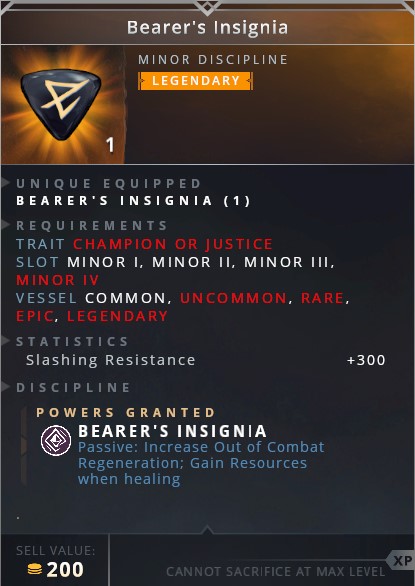 Bearer's Insignia
MINOR DISCIPLINE
LEGENDARY
1
UNIQUE EQUIPPED
BEARER'S INSIGNIA (1)
REQUIREMENTS
TRAIT CHAMPION OR JUSTICE
SLOT MINOR I, MINOR II, MINOR III,
MINOR IV
VESSEL COMMON, UNCOMMON, RARE,
EPIC, LEGENDARY
STATISTICS
Slashing Resistance +300
DISCIPLINE
POWERS GRANTED
BEARER'S INSIGNIA
Passive: Increase Out of Combat
Regeneration; Gain Resources
when healing
.
SELL VALUE:
200
XP
CANNOT SACRIFICE AT MAX LEVEL